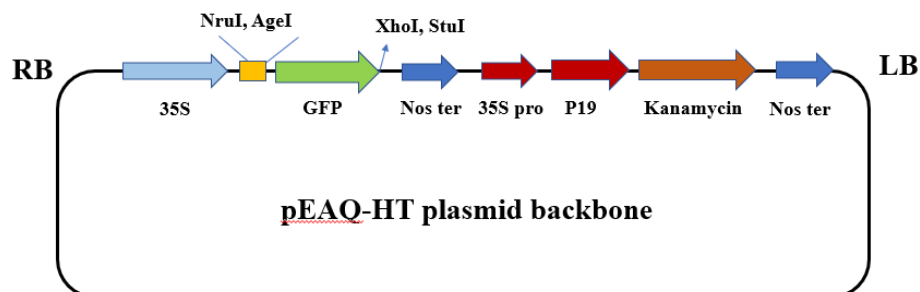 NruI, AgeI
XhoI, StuI
RB
LB
35S
GFP
Nos ter
35S pro
P19
Kanamycin
Nos ter
pEAQ-HT plasmid backbone